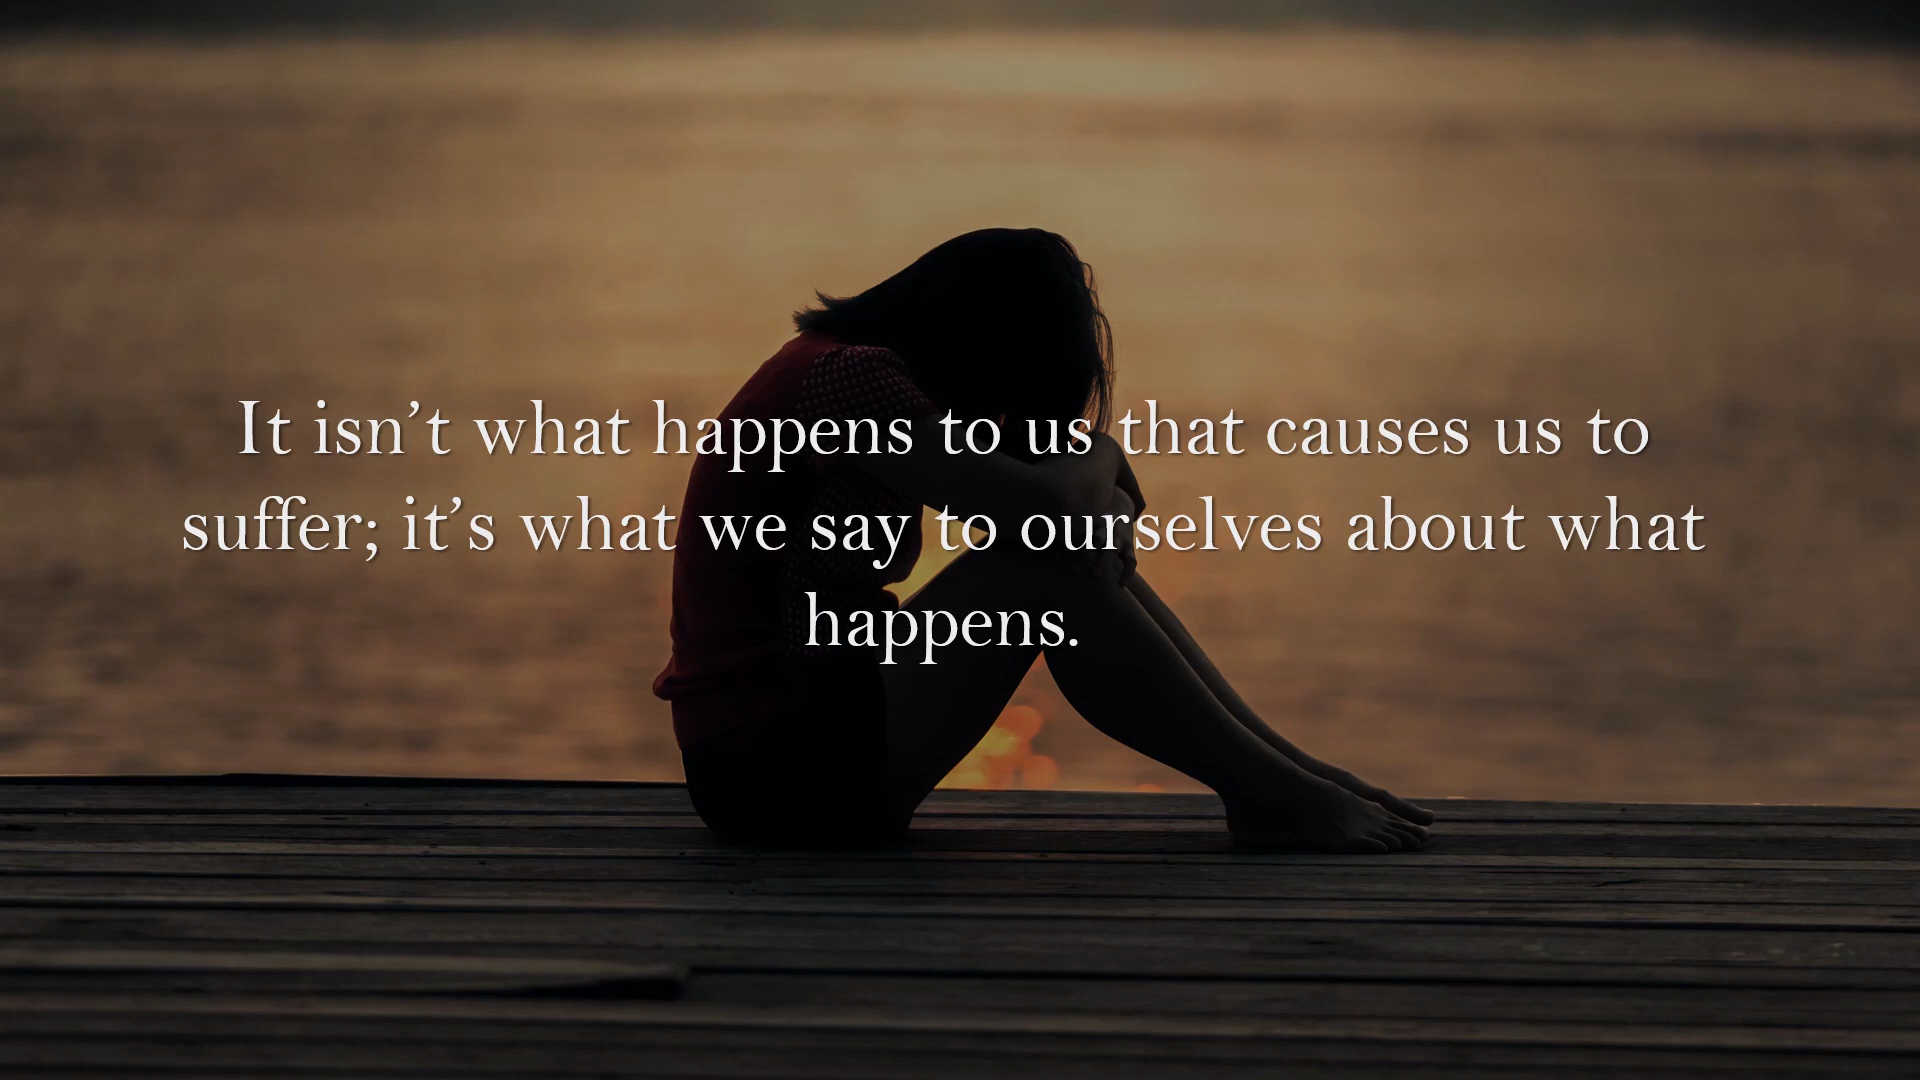 It isn’t what happens to us that causes us to
suffer; it’s what we say to ourselves about what
happens.